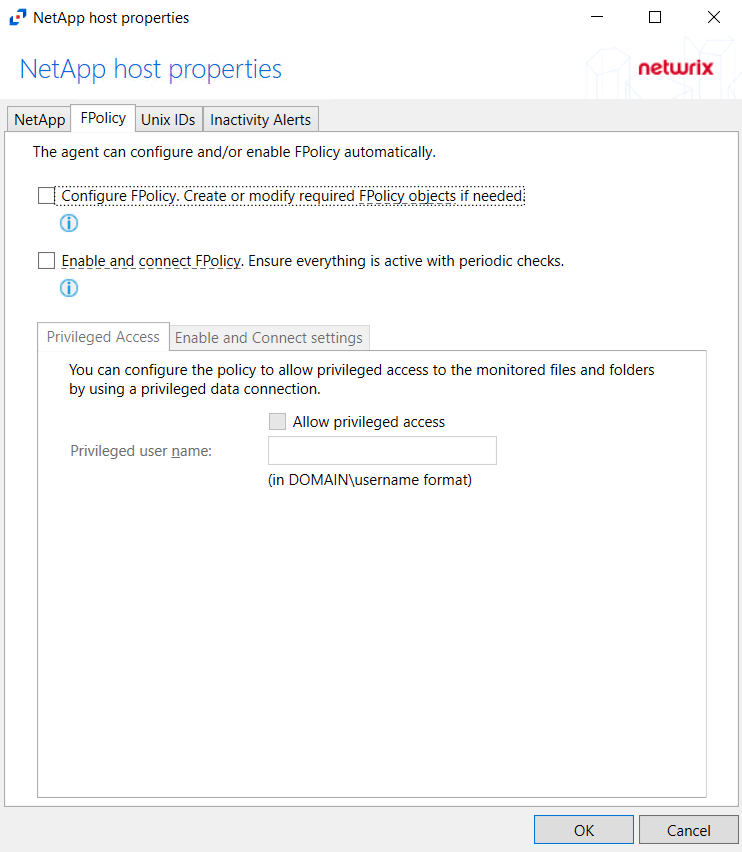 NetApp host properties
NetApp host properties
netwrix
NetApp
FPolicy
Unix IDs
Inactivity Alerts
The agent can configure and/or enable FPolicy automatically.
Configure FPolicy. Create or modify required FPolicy objects if needed.
Enable and connect FPolicy. Ensure everything is active with periodic checks.
Privileged Access
Enable and Connect settings
You can configure the policy to allow privileged access to the monitored files and folders
by using a privileged data connection.
Allow privileged access
Privileged user name:
(in DOMAIN\username format)
OK
Cancel